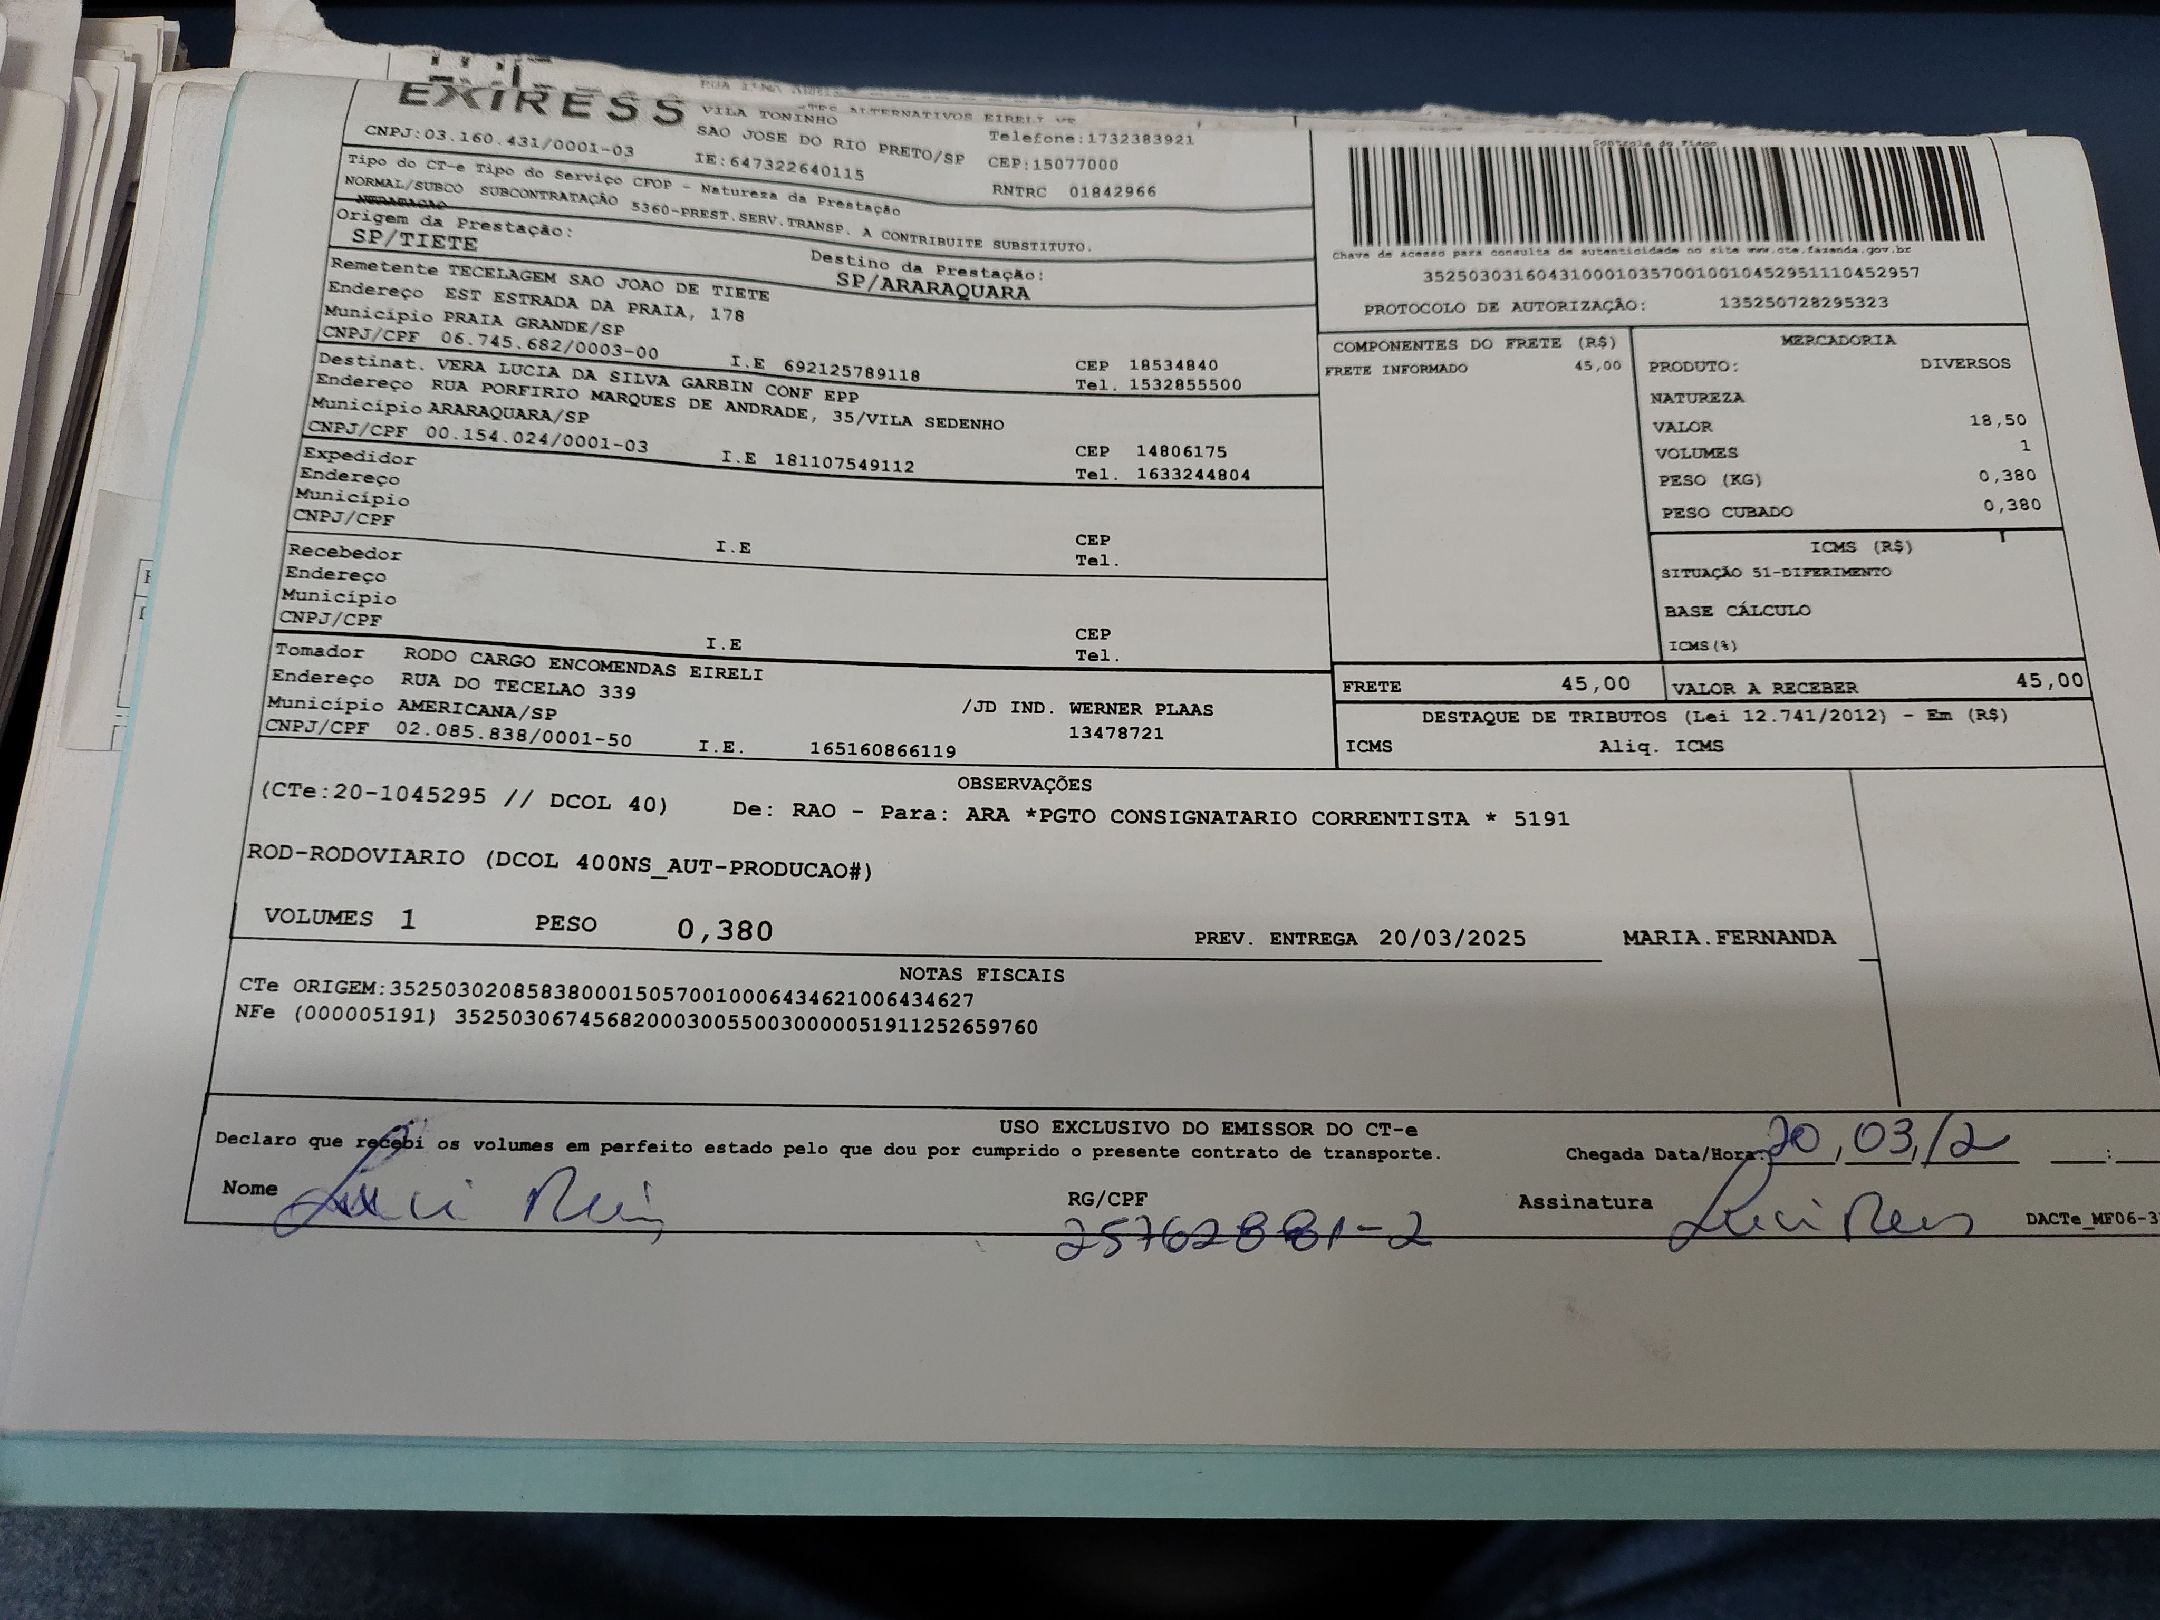 EXIRESS
VILA TONINHO
ALTERNATIVOS EIRELI
SAO JOSE DO RIO PRETO/SP
Telefone:1732383921
CNPJ:03.160.431/0001-03
IE:647322640115
CEP:15077000
RNTRC 01842966
Tipo do CT-e Tipo do Serviço CFOP - Natureza da Prestação
NORMAL/SUBCO SUBCONTRATAÇÃO 5360-PREST.SERV.TRANSP. A CONTRIBUITE SUBSTITUTO.
Origem da Prestação:
SP/TIETE
Destino da Prestação:
SP/ARARAQUARA
Controle do Fisco
Chave de acesso para consulta de autenticidade no site www.cte.fazenda.gov.br
35250303160431000103570010010452951110452957
PROTOCOLO DE AUTORIZAÇÃO: 135250728295323
Remetente TECELAGEM SAO JOAO DE TIETE
Endereço EST ESTRADA DA PRAIA, 178
Município PRAIA GRANDE/SP
CEP 18534840
CNPJ/CPF 06.745.682/0003-00 I.E 692125789118 Tel. 1532855500
Destinat. VERA LUCIA DA SILVA GARBIN CONF EPP
Endereço RUA PORFIRIO MARQUES DE ANDRADE, 35/VILA SEDENHO
Município ARARAQUARA/SP
CEP 14806175
CNPJ/CPF 00.154.024/0001-03 I.E 181107549112 Tel. 1633244804
Expedidor
Endereço
Município
CEP
CNPJ/CPF I.E Tel.
Recebedor
Endereço
Município
CEP
CNPJ/CPF I.E Tel.
Tomador RODO CARGO ENCOMENDAS EIRELI
Endereço RUA DO TECELAO 339 /JD IND. WERNER PLAAS
Município AMERICANA/SP 13478721
CNPJ/CPF 02.085.838/0001-50 I.E. 165160866119
COMPONENTES DO FRETE (R$)
FRETE INFORMADO 45,00
MERCADORIA
PRODUTO: DIVERSOS
NATUREZA
VALOR 18,50
VOLUMES 1
PESO (KG) 0,380
PESO CUBADO 0,380
ICMS (R$)
SITUAÇÃO 51-DIFERIMENTO
BASE CÁLCULO
ICMS(%)
FRETE 45,00 VALOR A RECEBER 45,00
DESTAQUE DE TRIBUTOS (Lei 12.741/2012) - Em (R$)
ICMS Aliq. ICMS
OBSERVAÇÕES
(CTe:20-1045295 // DCOL 40) De: RAO - Para: ARA *PGTO CONSIGNATARIO CORRENTISTA * 5191
ROD-RODOVIARIO (DCOL 400NS_AUT-PRODUCAO#)
VOLUMES 1 PESO 0,380 PREV. ENTREGA 20/03/2025 MARIA.FERNANDA
NOTAS FISCAIS
CTe ORIGEM:35250302085838000150570010006434621006434627
NFe (000005191) 35250306745682000300550030000051911252659760
USO EXCLUSIVO DO EMISSOR DO CT-e
Declaro que recebi os volumes em perfeito estado pelo que dou por cumprido o presente contrato de transporte.
Chegada Data/Hora: 20,03,/2 :
Nome
RG/CPF
25762881-2
Assinatura
DACTe_MF06-3